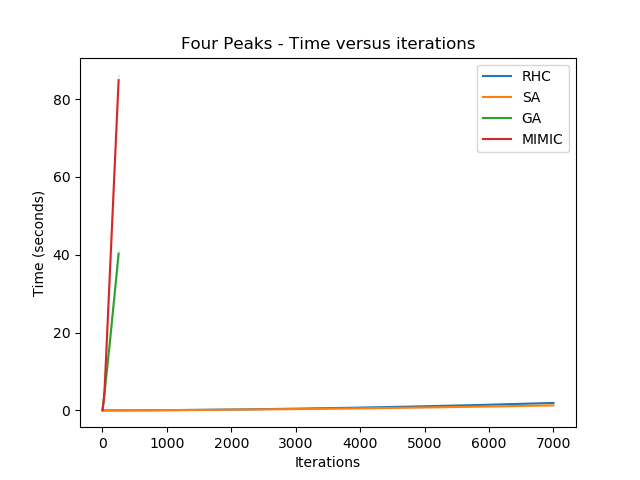 Four Peaks - Time versus iterations
RHC
SA
GA
MIMIC
Time (seconds)
80
60
40
20
0
0 1000 2000 3000 4000 5000 6000 7000
Iterations